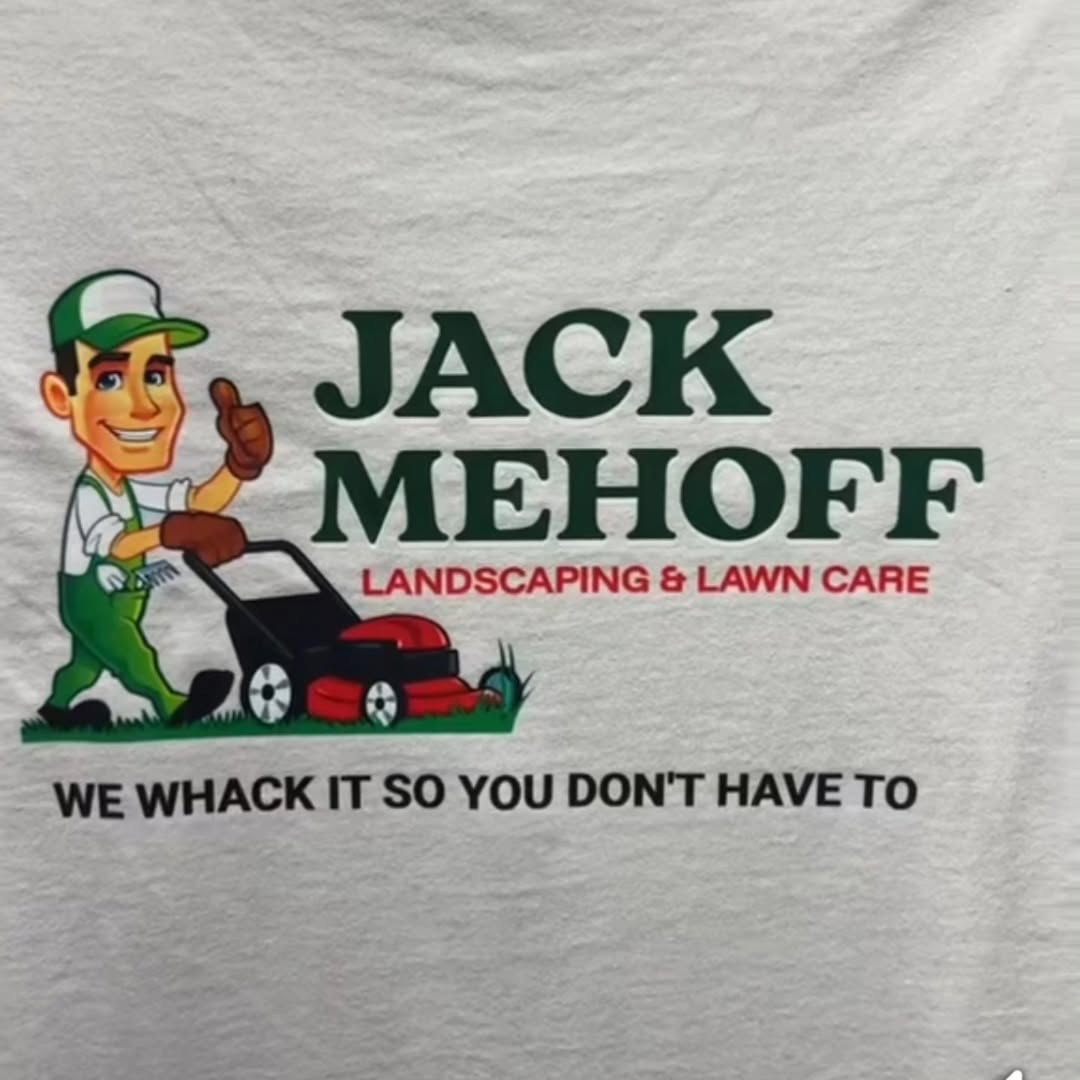 JACK
MEHOFF
LANDSCAPING & LAWN CARE
WE WHACK IT SO YOU DON'T HAVE TO